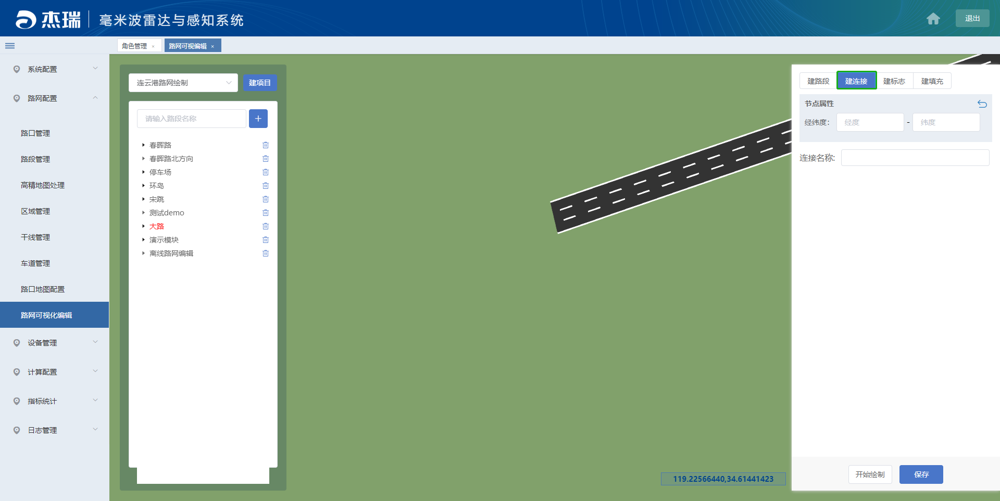 杰瑞 毫米波雷达与感知系统
退出
角色管理 × 路网可视编辑 ×
系统配置
路网配置
路口管理
路段管理
高精地图处理
区域管理
干线管理
车道管理
路口地图配置
路网可视化编辑
设备管理
计算配置
指标统计
日志管理
连云港路网绘制 建项目
请输入路段名称 +
春晖路
春晖路北方向
停车场
环岛
宋跳
测试demo
大路
演示模块
离线路网编辑
119.22566440,34.61441423
建路段 建连接 建标志 建填充
节点属性
经纬度: 经度 - 纬度
连接名称:
开始绘制 保存